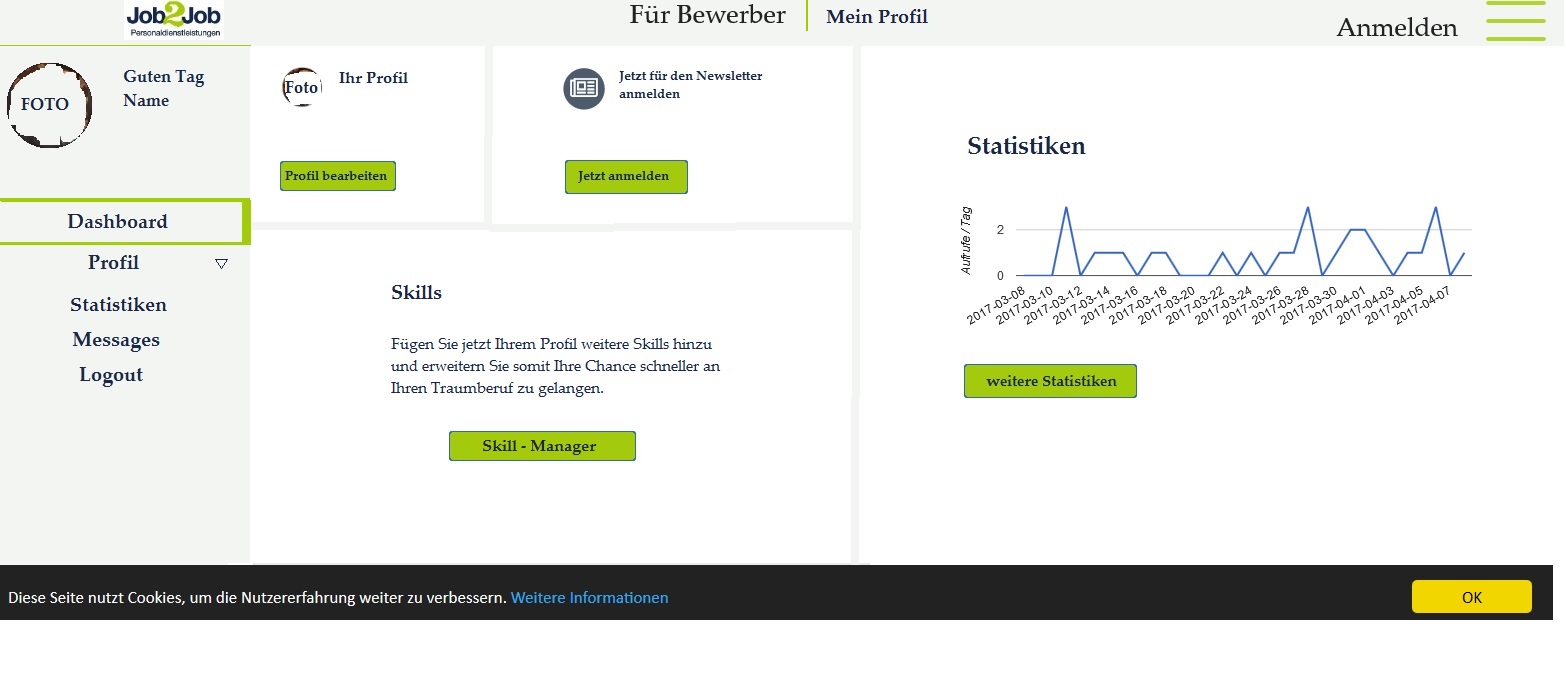 Job2Job
Personaldienstleistungen
Für Bewerber
Mein Profil
Anmelden
FOTO
Guten Tag
Name
Dashboard
Profil
Statistiken
Messages
Logout
Foto
Ihr Profil
Profil bearbeiten
Jetzt für den Newsletter
anmelden
Jetzt anmelden
Skills
Fügen Sie jetzt Ihrem Profil weitere Skills hinzu
und erweitern Sie somit Ihre Chance schneller an
Ihren Traumberuf zu gelangen.
Skill - Manager
Statistiken
Aufrufe / Tag
2
0
2017-03-08
2017-03-10
2017-03-12
2017-03-14
2017-03-16
2017-03-18
2017-03-20
2017-03-22
2017-03-24
2017-03-26
2017-03-28
2017-03-30
2017-04-01
2017-04-03
2017-04-05
2017-04-07
weitere Statistiken
Diese Seite nutzt Cookies, um die Nutzererfahrung weiter zu verbessern. Weitere Informationen
OK